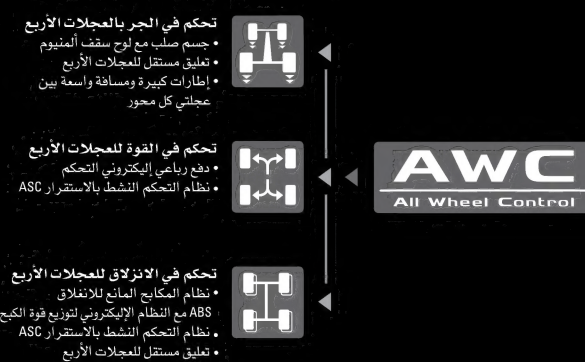 تحكم في الجر بالعجلات الأربع
• جسم صلب مع لوح سقف ألمنيوم
• تعليق مستقل للعجلات الأربع
• إطارات كبيرة ومسافة واسعة بين
عجلتي كل محور
تحكم في القوة للعجلات الأربع
• دفع رباعي إليكتروني التحكم
• نظام التحكم النشط بالاستقرار ASC
AWC
All Wheel Control
تحكم في الانزلاق للعجلات الأربع
• نظام المكابح المانع للانغلاق
ABS مع النظام الإليكتروني لتوزيع قوة الكبح
• نظام التحكم النشط بالاستقرار ASC
• تعليق مستقل للعجلات الأربع